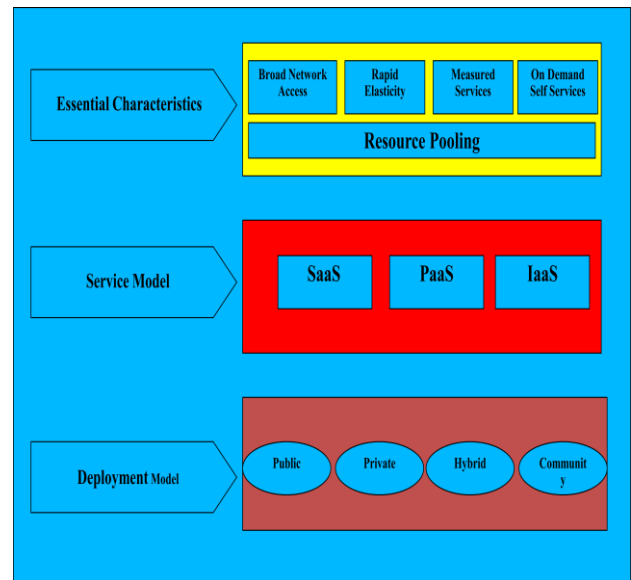 Essential Characteristics
Broad Network
Access
Rapid
Elasticity
Measured
Services
On Demand
Self Services
Resource Pooling
Service Model
SaaS
PaaS
IaaS
Deployment Model
Public
Private
Hybrid
Communit
y